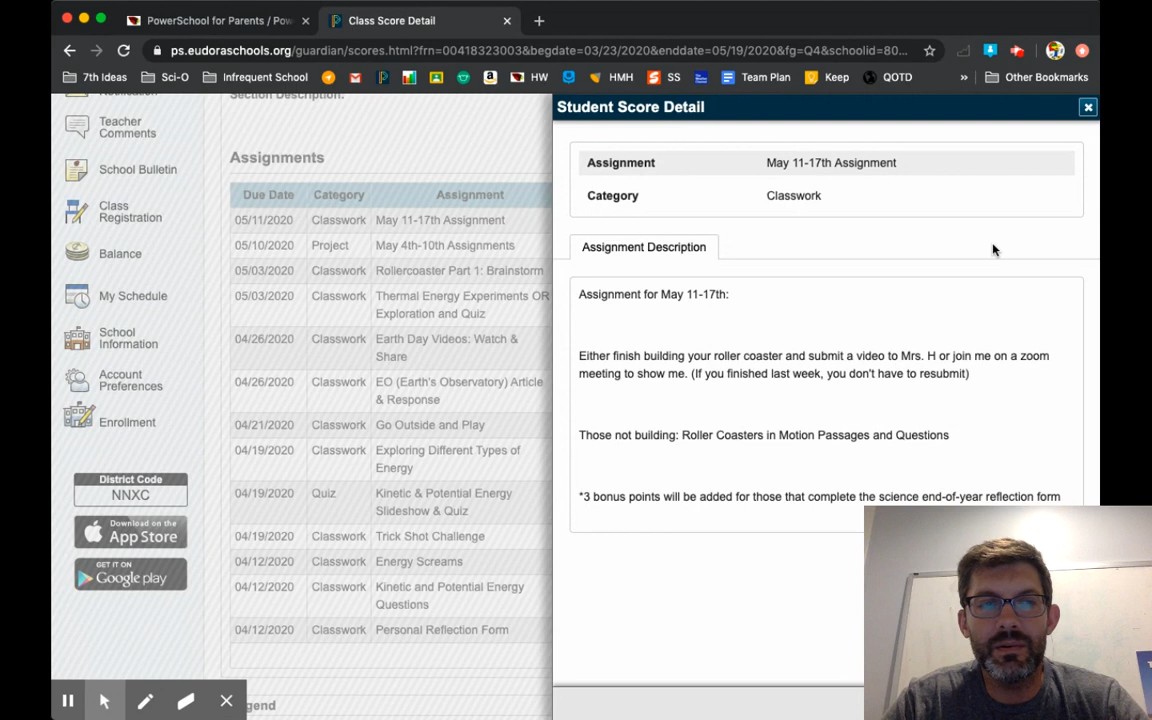 PowerSchool for Parents / Pow
Class Score Detail
ps.eudoraschools.org/guardian/scores.html?frn=00418323003&begdate=03/23/2020&enddate=05/19/2020&fg=Q4&schoolid=80...
7th Ideas
Sci-O
Infrequent School
HW
HMH
SS
Team Plan
Keep
QOTD
»
Other Bookmarks
Notification
Teacher
Comments
School Bulletin
Class
Registration
Balance
My Schedule
School
Information
Account
Preferences
Enrollment
District Code
NNXC
Download on the
App Store
GET IT ON
Google play
Section Description:
Assignments
Due Date Category Assignment
05/11/2020 Classwork May 11-17th Assignment
05/10/2020 Project May 4th-10th Assignments
05/03/2020 Classwork Rollercoaster Part 1: Brainstorm
05/03/2020 Classwork Thermal Energy Experiments OR
Exploration and Quiz
04/26/2020 Classwork Earth Day Videos: Watch &
Share
04/26/2020 Classwork EO (Earth's Observatory) Article
& Response
04/21/2020 Classwork Go Outside and Play
04/19/2020 Classwork Exploring Different Types of
Energy
04/19/2020 Quiz Kinetic & Potential Energy
Slideshow & Quiz
04/19/2020 Classwork Trick Shot Challenge
04/12/2020 Classwork Energy Screams
04/12/2020 Classwork Kinetic and Potential Energy
Questions
04/12/2020 Classwork Personal Reflection Form
gend
Student Score Detail
Assignment May 11-17th Assignment
Category Classwork
Assignment Description
Assignment for May 11-17th:
Either finish building your roller coaster and submit a video to Mrs. H or join me on a zoom
meeting to show me. (If you finished last week, you don't have to resubmit)
Those not building: Roller Coasters in Motion Passages and Questions
*3 bonus points will be added for those that complete the science end-of-year reflection form